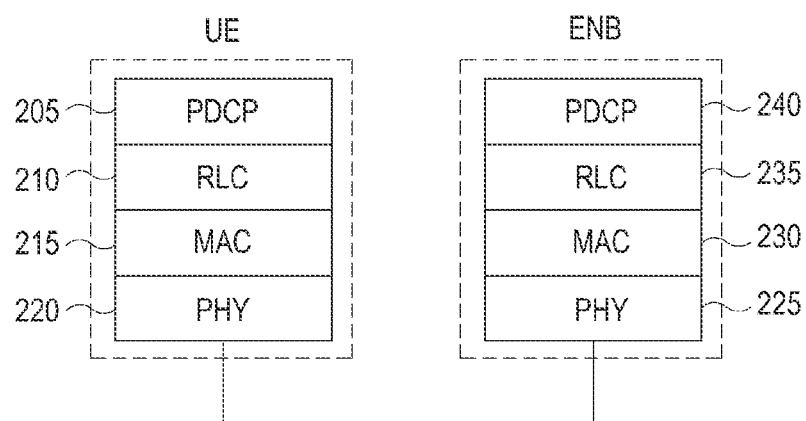 UE ENB
205 PDCP PDCP 240
210 RLC RLC 235
215 MAC MAC 230
220 PHY PHY 225